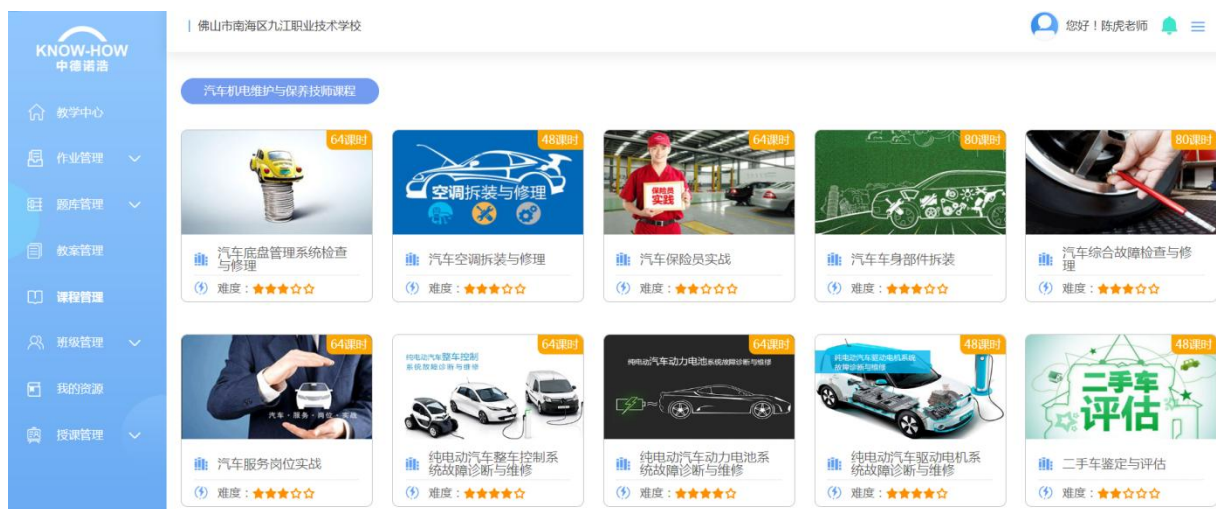 KNOW-HOW
中德诺浩
教学中心
作业管理
题库管理
教案管理
课程管理
班级管理
我的资源
授课管理
佛山市南海区九江职业技术学校
您好！陈虎老师
汽车机电维护与保养技师课程
64课时
汽车底盘管理系统检查
与修理
难度：
48课时
空调拆装与修理
汽车空调拆装与修理
难度：
64课时
保险员
实践
汽车保险员实战
难度：
80课时
汽车车身部件拆装
难度：
80课时
汽车综合故障检查与修
理
难度：
64课时
汽车·服务·岗位·实战
汽车服务岗位实战
难度：
64课时
纯电动汽车整车控制
系统故障诊断与维修
纯电动汽车整车控制系
统故障诊断与维修
难度：
64课时
纯电动汽车动力电池系统故障诊断与维修
纯电动汽车动力电池系
统故障诊断与维修
难度：
48课时
纯电动汽车驱动电机系统
故障诊断与维修
纯电动汽车驱动电机系
统故障诊断与维修
难度：
48课时
二手车
评估
二手车鉴定与评估
难度：